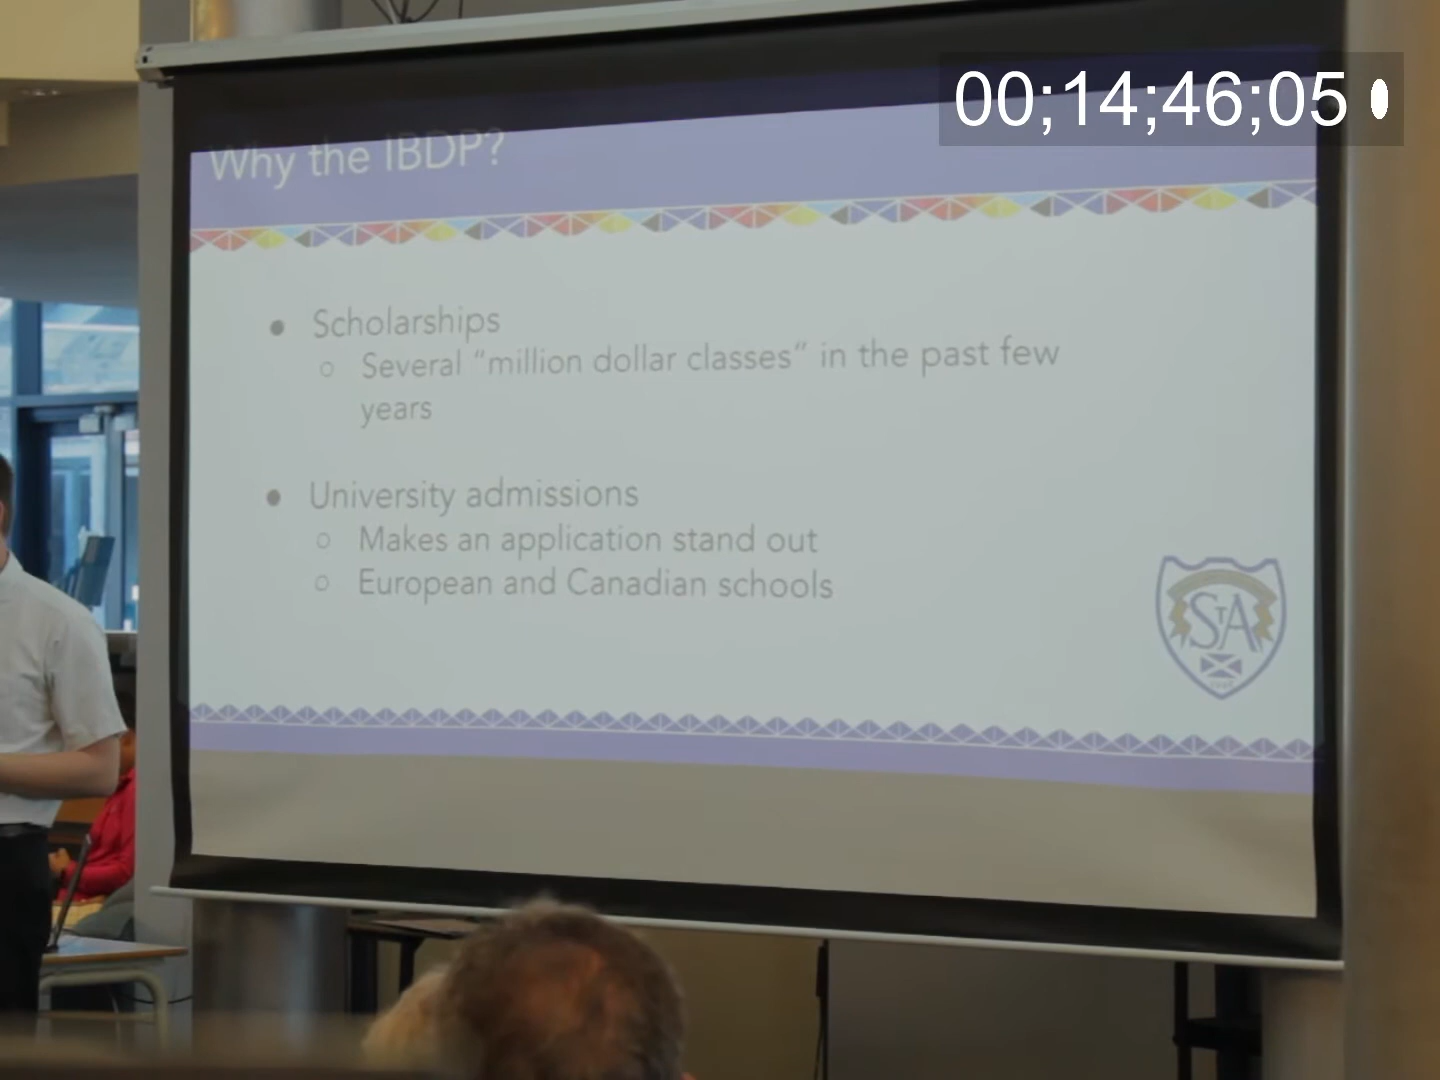 00;14;46;05
Why the IBDP?
● Scholarships
○ Several "million dollar classes" in the past few
years
● University admissions
○ Makes an application stand out
○ European and Canadian schools
STA